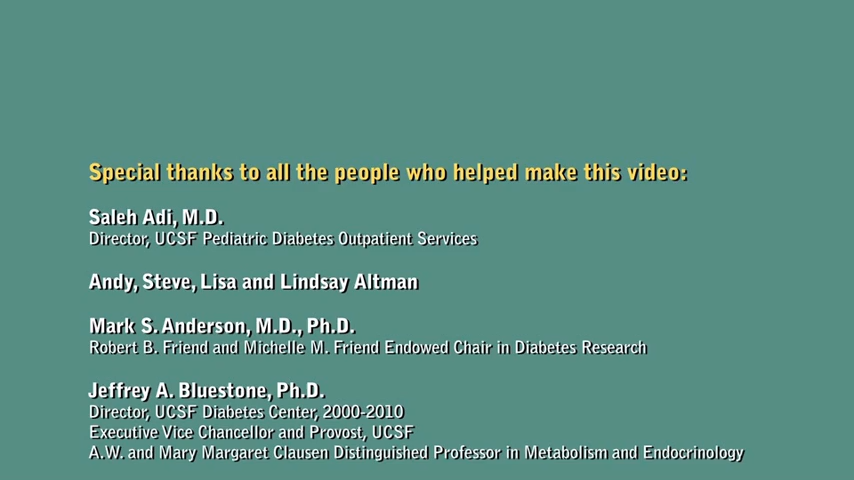 Special thanks to all the people who helped make this video:
Saleh Adi, M.D.
Director, UCSF Pediatric Diabetes Outpatient Services
Andy, Steve, Lisa and Lindsay Altman
Mark S. Anderson, M.D., Ph.D.
Robert B. Friend and Michelle M. Friend Endowed Chair in Diabetes Research
Jeffrey A. Bluestone, Ph.D.
Director, UCSF Diabetes Center, 2000-2010
Executive Vice Chancellor and Provost, UCSF
A.W. and Mary Margaret Clausen Distinguished Professor in Metabolism and Endocrinology